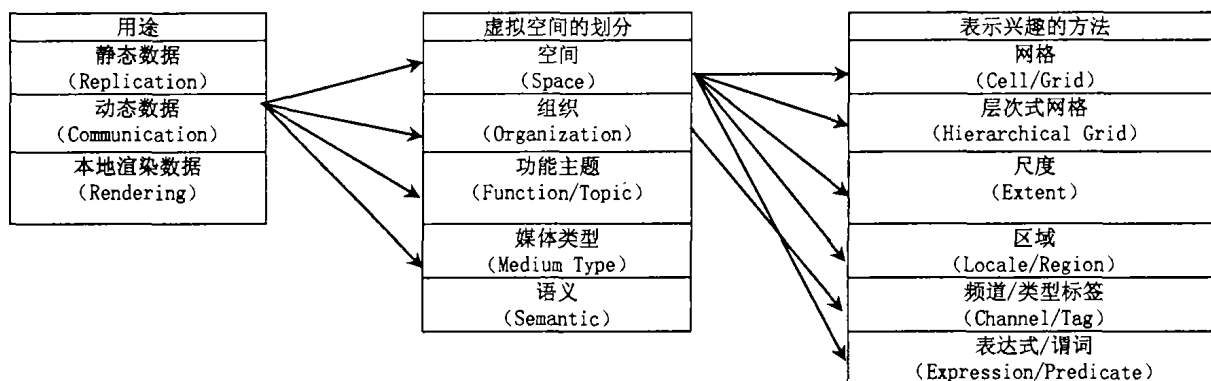 用途
静态数据
(Replication)
动态数据
(Communication)
本地渲染数据
(Rendering)
虚拟空间的划分
空间
(Space)
组织
(Organization)
功能主题
(Function/Topic)
媒体类型
(Medium Type)
语义
(Semantic)
表示兴趣的方法
网格
(Cell/Grid)
层次式网格
(Hierarchical Grid)
尺度
(Extent)
区域
(Locale/Region)
频道/类型标签
(Channel/Tag)
表达式/谓词
(Expression/Predicate)